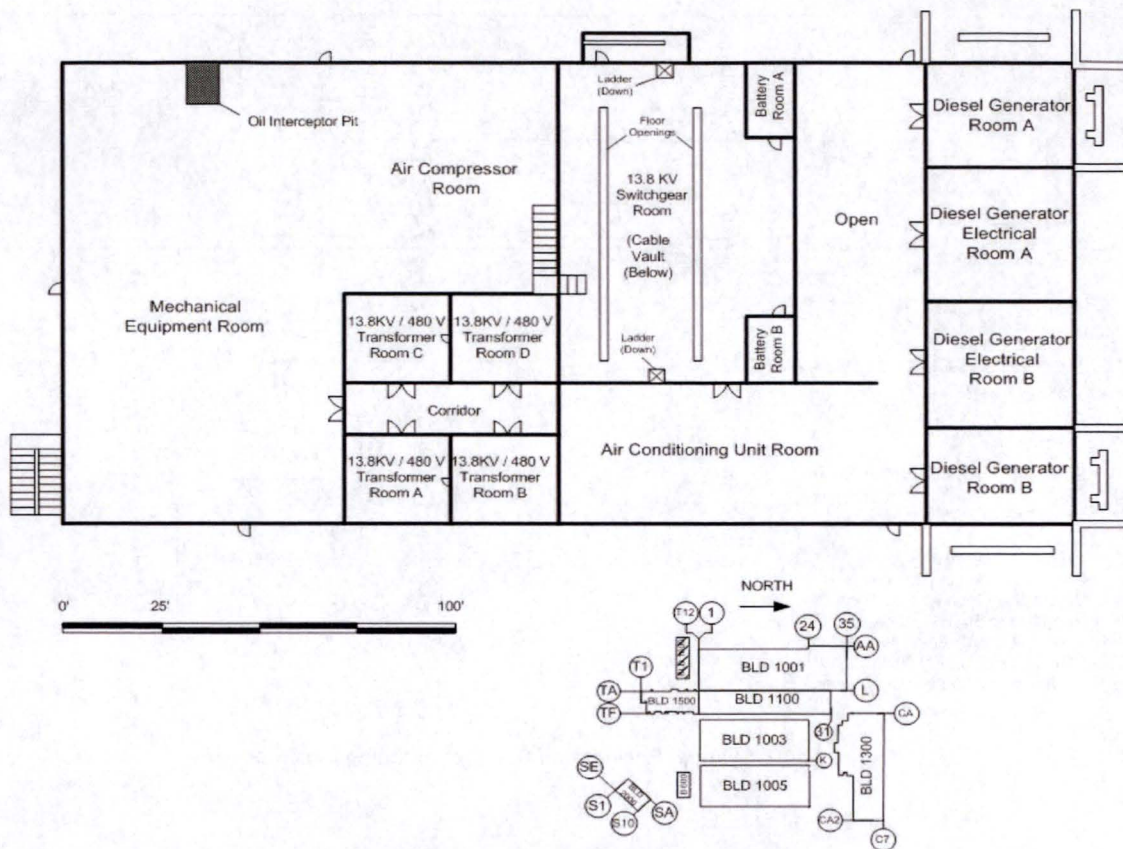 Ladder
(Down)
Battery
Room A
Oil Interceptor Pit
Floor
Openings
Diesel Generator
Room A
Air Compressor
Room
13.8 KV
Switchgear
Room
(Cable
Vault
(Below)
Open
Diesel Generator
Electrical
Room A
Mechanical
Equipment Room
13.8KV / 480 V
Transformer
Room C
13.8KV / 480 V
Transformer
Room D
Ladder
(Down)
Battery
Room B
Diesel Generator
Electrical
Room B
Corridor
Air Conditioning Unit Room
13.8KV / 480 V
Transformer
Room A
13.8KV / 480 V
Transformer
Room B
Diesel Generator
Room B
0'
25'
100'
NORTH
T12
1
24
35
AA
BLD 1001
T1
TA
BLD 1500
BLD 1100
L
TF
CA
31
BLD 1003
K
BLD 1300
SE
BLD 1005
S1
SA
S10
CA2
C7